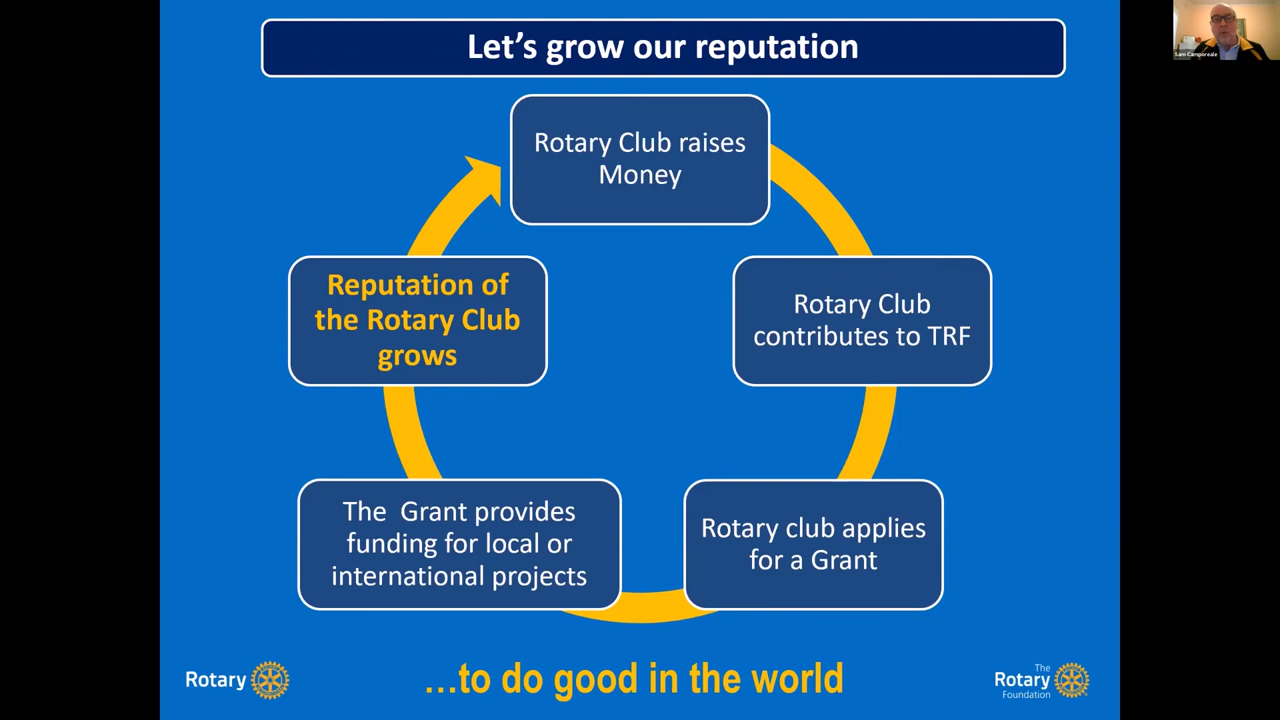 Let's grow our reputation
Sam Camporeale
Rotary Club raises
Money
Rotary Club
contributes to TRF
Rotary club applies
for a Grant
The  Grant provides
funding for local or
international projects
Reputation of
the Rotary Club
grows
Rotary
...to do good in the world
The
Rotary
Foundation